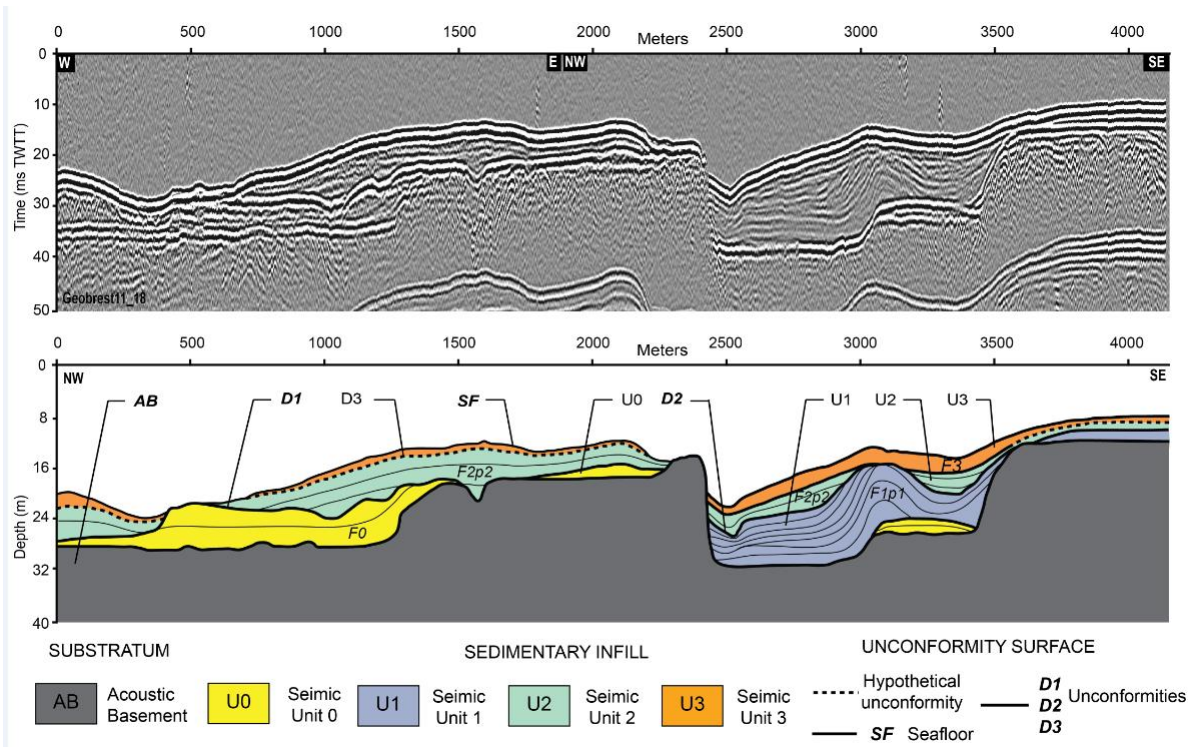 0 500 1000 1500 Meters 2000 2500 3000 3500 4000
W E NW SE
0
10
20
30
40
50
Time (ms TWTT)
Geobrest11_18
0 500 1000 1500 Meters 2000 2500 3000 3500 4000
0
8
16
24
32
40
Depth (m)
NW SE
AB D1 D3 SF U0 D2 U1 U2 U3
F2p2 F3
F2p2 F1p1
F0
SUBSTRATUM SEDIMENTARY INFILL UNCONFORMITY SURFACE
AB Acoustic Basement
U0 Seimic Unit 0
U1 Seimic Unit 1
U2 Seimic Unit 2
U3 Seimic Unit 3
Hypothetical unconformity
SF Seafloor
D1
D2 Unconformities
D3